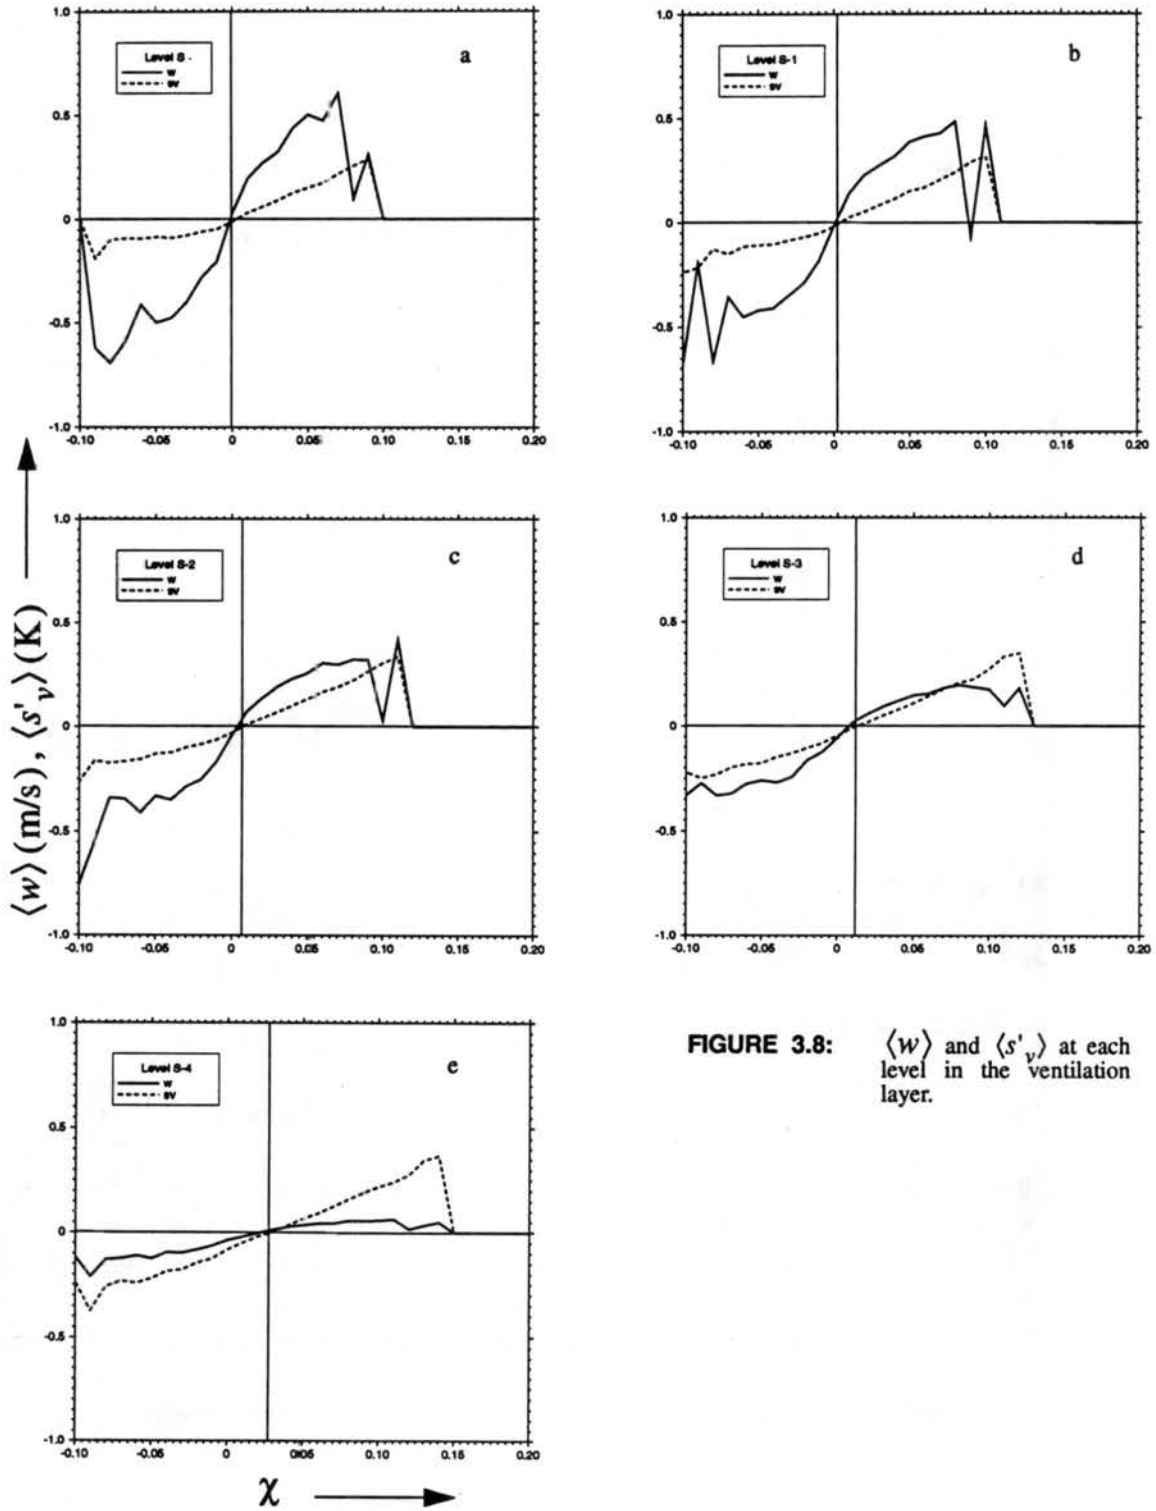 a
Level S
w
sv
1.0
0.5
0
-0.5
-1.0
-0.10 -0.05 0 0.05 0.10 0.15 0.20
b
Level S-1
w
sv
1.0
0.5
0
-0.5
-1.0
-0.10 -0.05 0 0.05 0.10 0.15 0.20
c
Level S-2
w
sv
1.0
0.5
0
-0.5
-1.0
-0.10 -0.05 0 0.05 0.10 0.15 0.20
d
Level S-3
w
sv
1.0
0.5
0
-0.5
-1.0
-0.10 -0.05 0 0.05 0.10 0.15 0.20
⟨w⟩ (m/s), ⟨s'v⟩ (K)
e
Level S-4
w
sv
1.0
0.5
0
-0.5
-1.0
-0.10 -0.05 0 0.05 0.10 0.15 0.20
χ
FIGURE 3.8: ⟨w⟩ and ⟨s'v⟩ at each
level in the ventilation
layer.